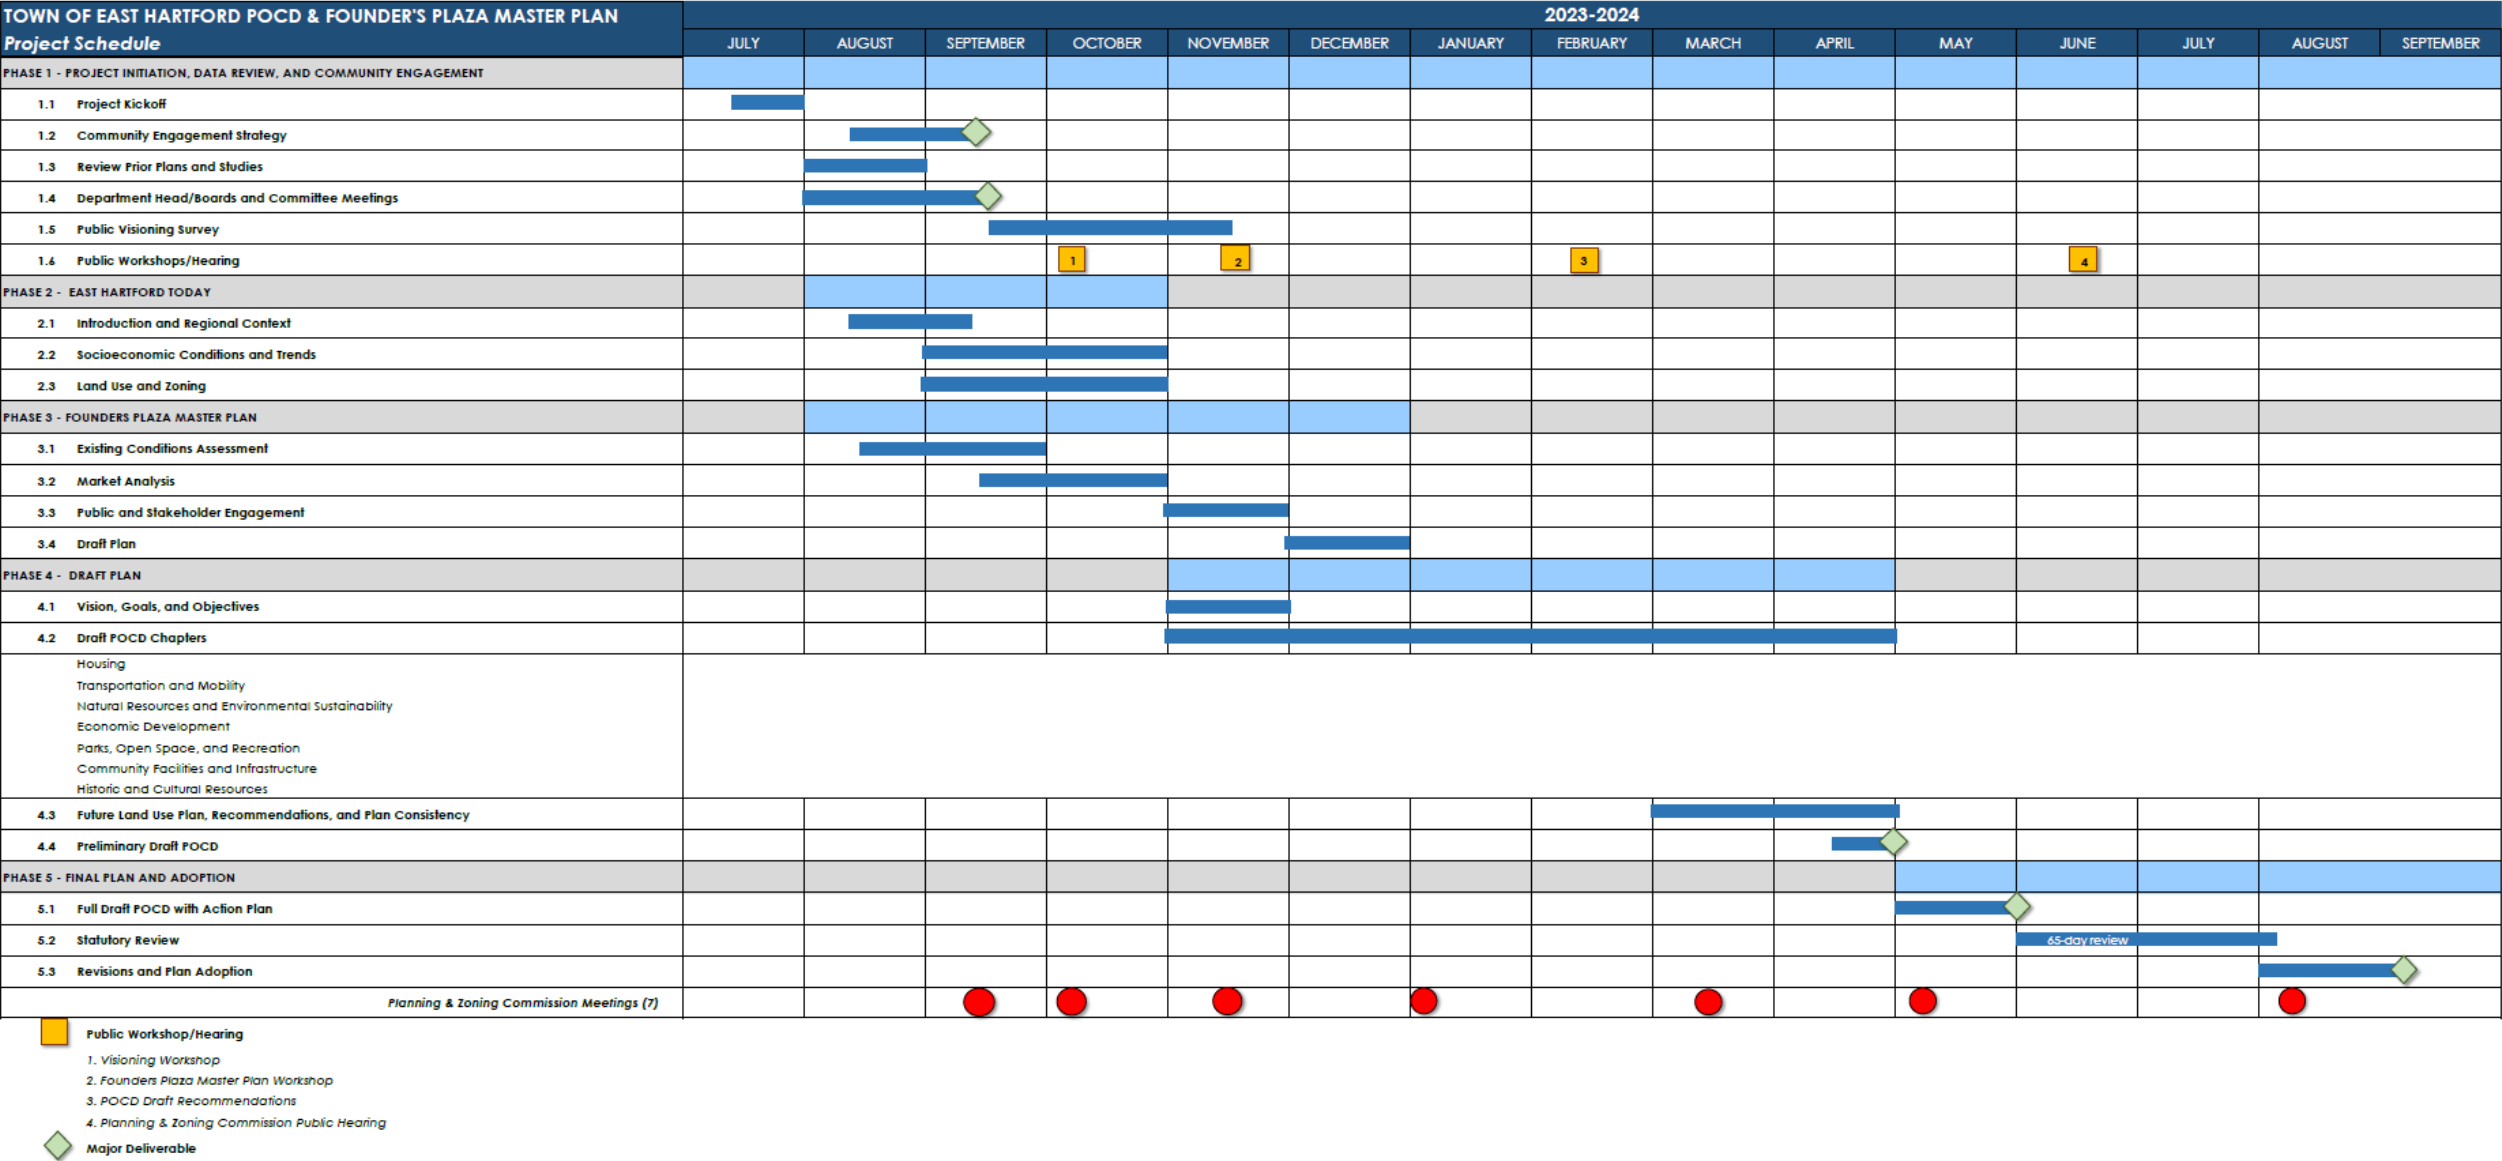 TOWN OF EAST HARTFORD POCD & FOUNDER'S PLAZA MASTER PLAN
2023-2024
Project Schedule
JULY AUGUST SEPTEMBER OCTOBER NOVEMBER DECEMBER JANUARY FEBRUARY MARCH APRIL MAY JUNE JULY AUGUST SEPTEMBER
PHASE 1 - PROJECT INITIATION, DATA REVIEW, AND COMMUNITY ENGAGEMENT
1.1 Project Kickoff
1.2 Community Engagement Strategy
1.3 Review Prior Plans and Studies
1.4 Department Head/Boards and Committee Meetings
1.5 Public Visioning Survey
1.6 Public Workshops/Hearing 1 2 3 4
PHASE 2 - EAST HARTFORD TODAY
2.1 Introduction and Regional Context
2.2 Socioeconomic Conditions and Trends
2.3 Land Use and Zoning
PHASE 3 - FOUNDERS PLAZA MASTER PLAN
3.1 Existing Conditions Assessment
3.2 Market Analysis
3.3 Public and Stakeholder Engagement
3.4 Draft Plan
PHASE 4 - DRAFT PLAN
4.1 Vision, Goals, and Objectives
4.2 Draft POCD Chapters
Housing
Transportation and Mobility
Natural Resources and Environmental Sustainability
Economic Development
Parks, Open Space, and Recreation
Community Facilities and Infrastructure
Historic and Cultural Resources
4.3 Future Land Use Plan, Recommendations, and Plan Consistency
4.4 Preliminary Draft POCD
PHASE 5 - FINAL PLAN AND ADOPTION
5.1 Full Draft POCD with Action Plan
5.2 Statutory Review 65-day review
5.3 Revisions and Plan Adoption
Planning & Zoning Commission Meetings (7)
Public Workshop/Hearing
1. Visioning Workshop
2. Founders Plaza Master Plan Workshop
3. POCD Draft Recommendations
4. Planning & Zoning Commission Public Hearing
Major Deliverable